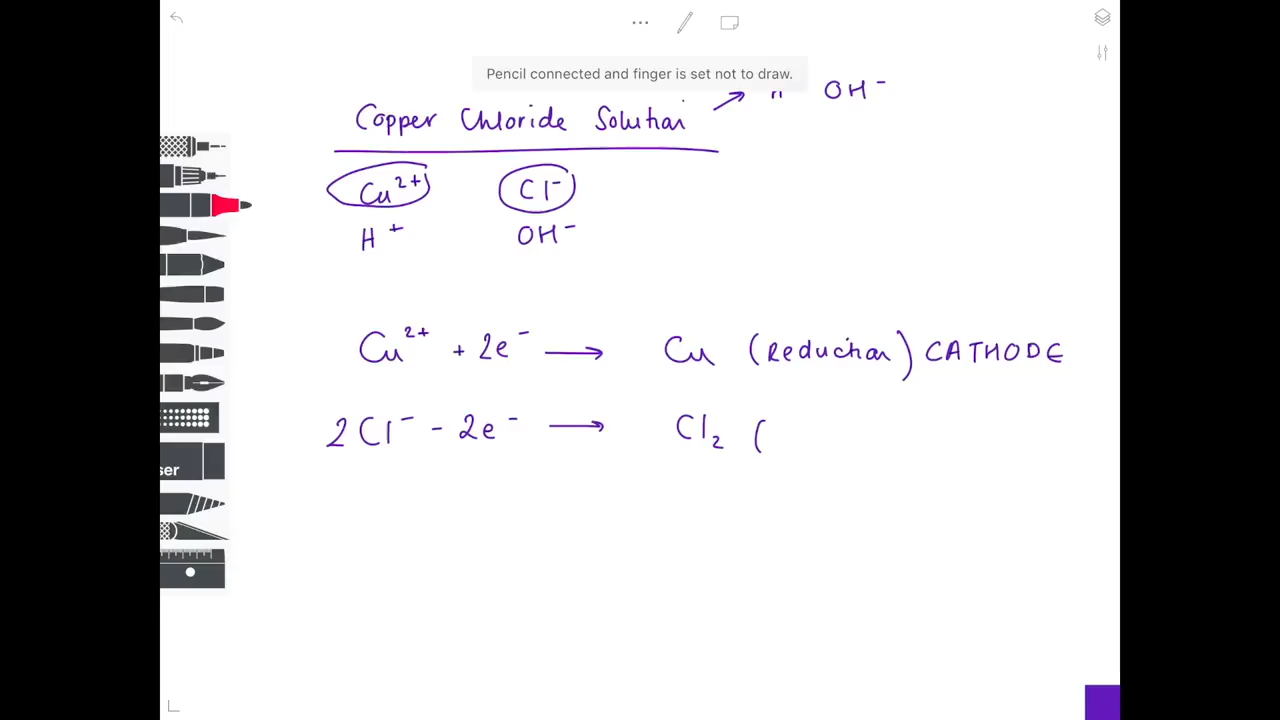 Pencil connected and finger is set not to draw.
OH⁻
Copper Chloride Solution →
Cu²⁺ Cl⁻
H⁺ OH⁻
Cu²⁺ + 2e⁻ → Cu (Reduction) CATHODE
2Cl⁻ - 2e⁻ → Cl₂ (
ser